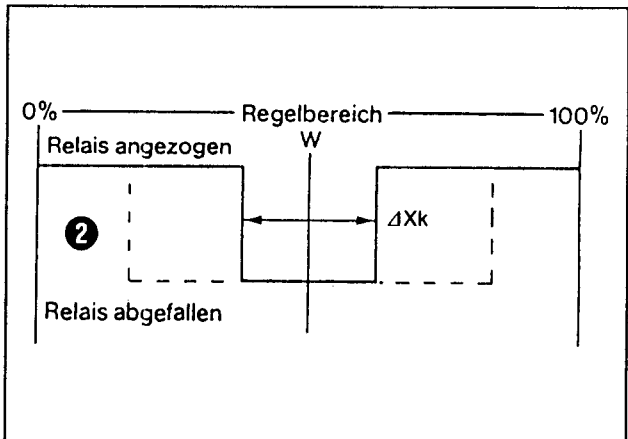 0% Regelbereich 100%
W
Relais angezogen
ΔXk
2
Relais abgefallen